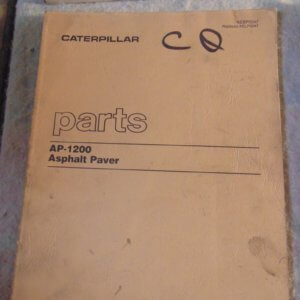 CATERPILLAR
CQ
parts
AP-1200
Asphalt Paver